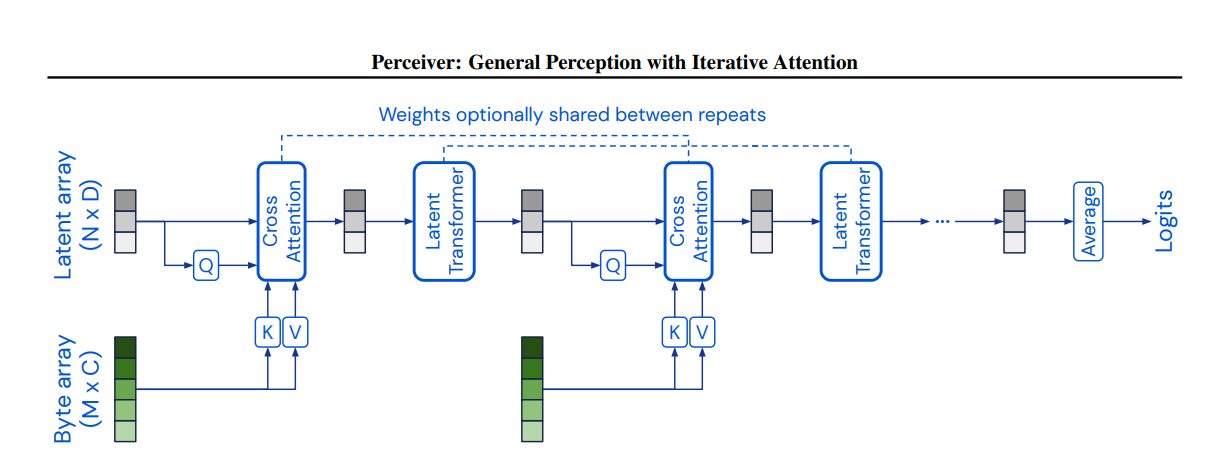 Perceiver: General Perception with Iterative Attention
Weights optionally shared between repeats
Latent array
(N x D)
Q
Cross
Attention
Latent
Transformer
Q
Cross
Attention
Latent
Transformer
...
Average
Logits
K
V
K
V
Byte array
(M x C)